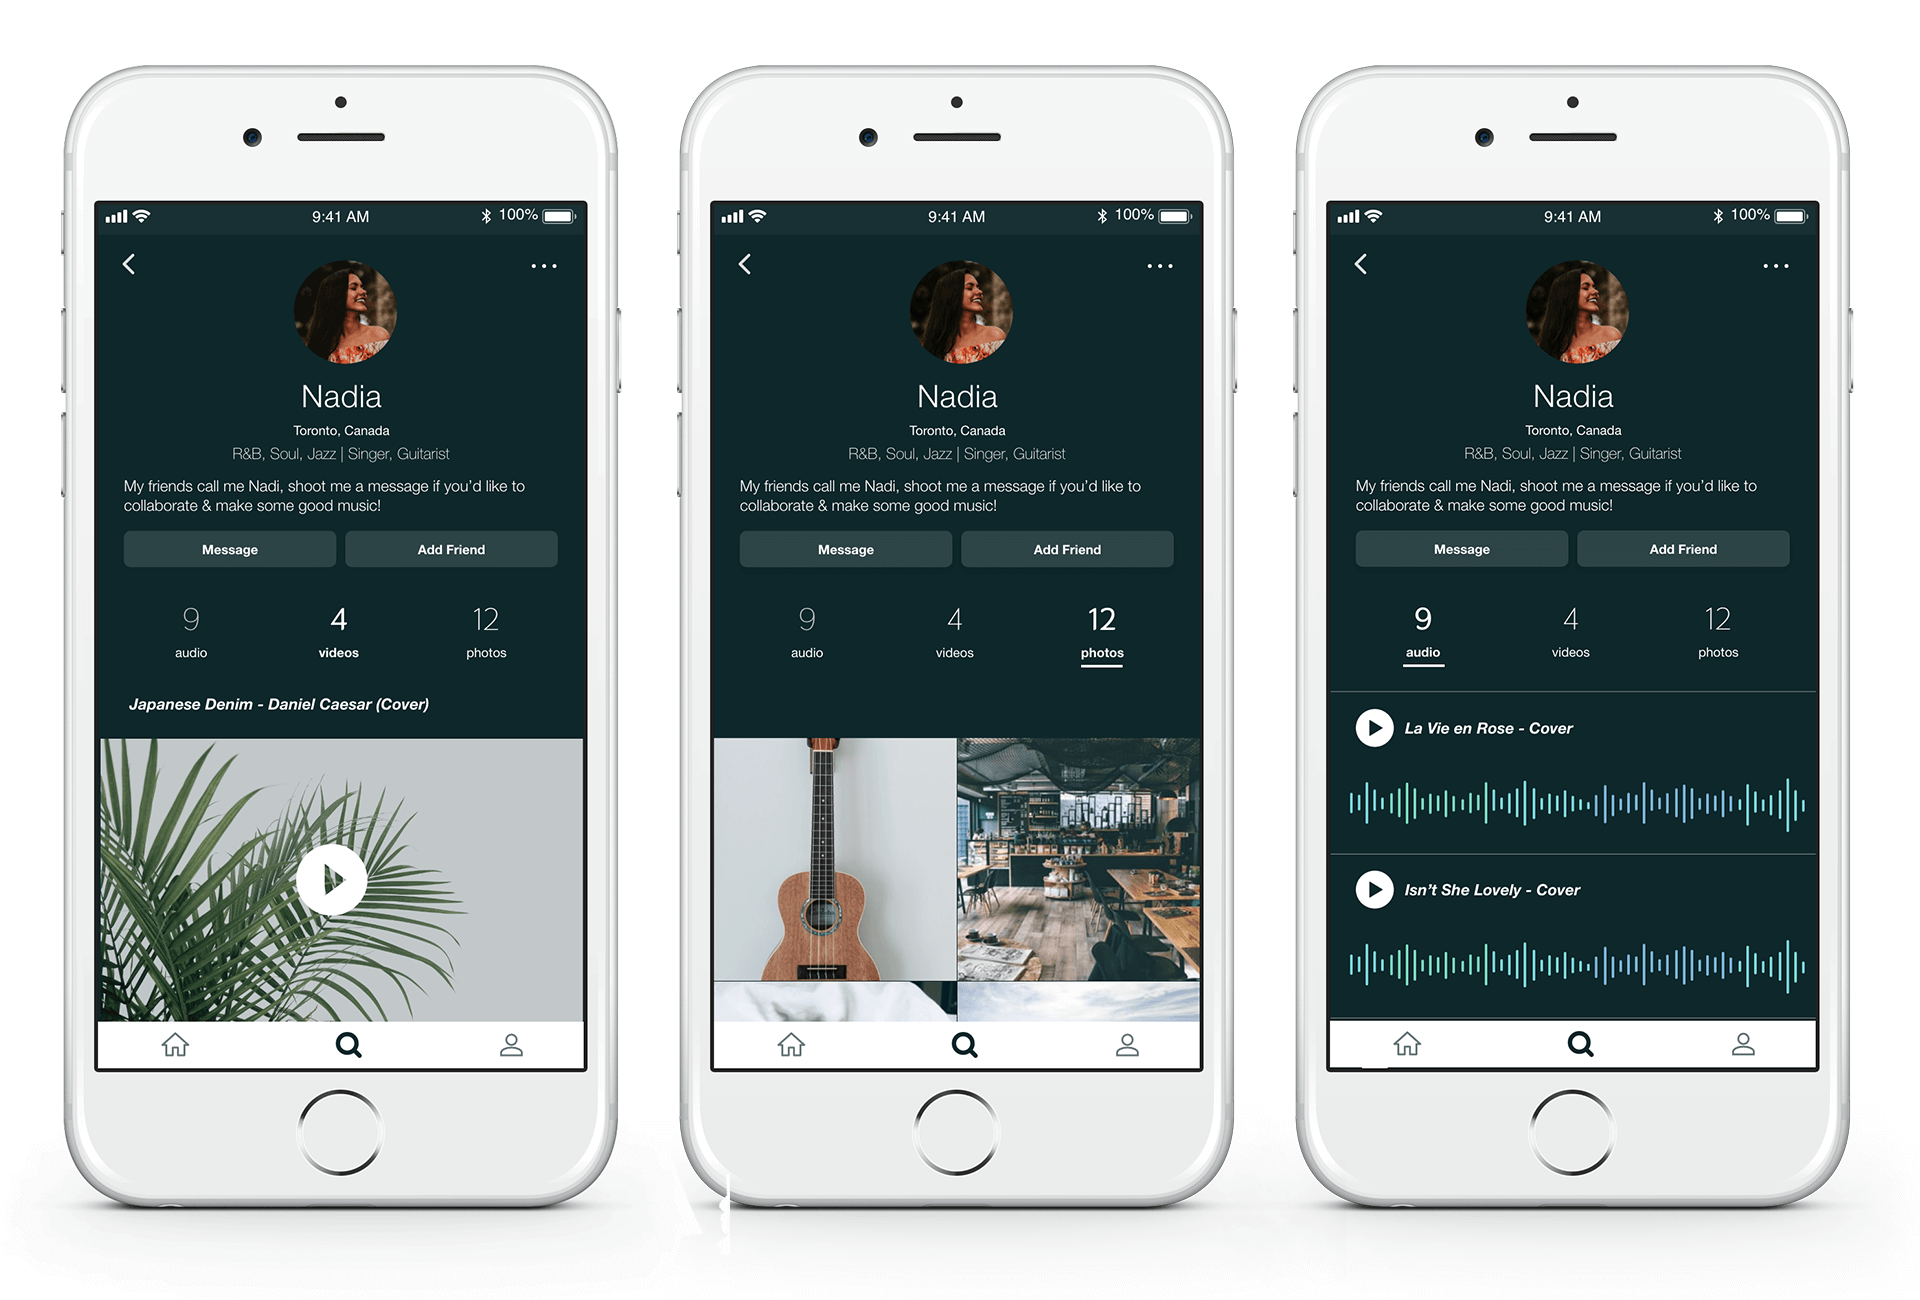 9:41 AM 100%
Nadia
Toronto, Canada
R&B, Soul, Jazz | Singer, Guitarist
My friends call me Nadi, shoot me a message if you’d like to
collaborate & make some good music!
Message Add Friend
9 4 12
audio videos photos
Japanese Denim - Daniel Caesar (Cover)
9:41 AM 100%
Nadia
Toronto, Canada
R&B, Soul, Jazz | Singer, Guitarist
My friends call me Nadi, shoot me a message if you’d like to
collaborate & make some good music!
Message Add Friend
9 4 12
audio videos photos
9:41 AM 100%
Nadia
Toronto, Canada
R&B, Soul, Jazz | Singer, Guitarist
My friends call me Nadi, shoot me a message if you’d like to
collaborate & make some good music!
Message Add Friend
9 4 12
audio videos photos
La Vie en Rose - Cover
Isn’t She Lovely - Cover